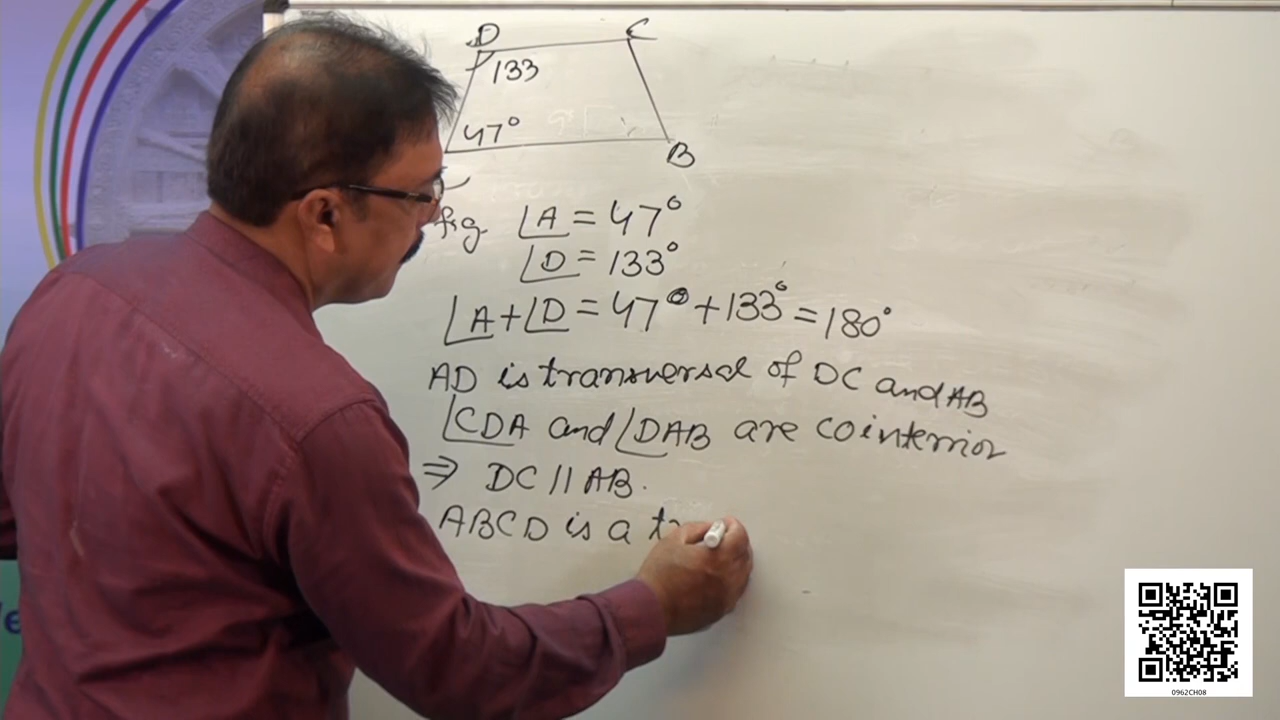 D C
133
47° B
fig. ∠A = 47°
∠D = 133°
∠A + ∠D = 47° + 133° = 180°
AD is transversal of DC and AB
∠CDA and ∠DAB are cointerior
⇒ DC || AB.
ABCD is a tr
0962CH08